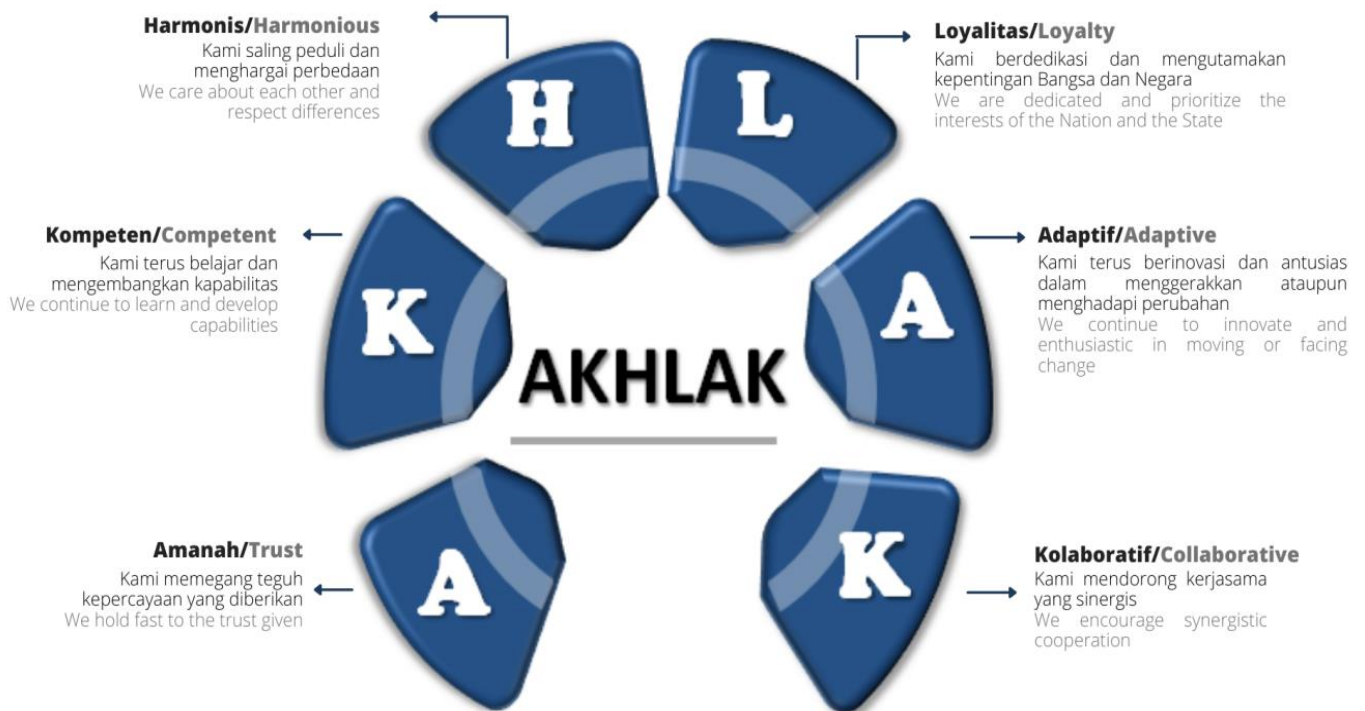 Harmonis/Harmonious
Kami saling peduli dan
menghargai perbedaan
We care about each other and
respect differences
H
L
Loyalitas/Loyalty
Kami berdedikasi dan mengutamakan
kepentingan Bangsa dan Negara
We are dedicated and prioritize the
interests of the Nation and the State
Kompeten/Competent
Kami terus belajar dan
mengembangkan kapabilitas
We continue to learn and develop
capabilities
K
A
Adaptif/Adaptive
Kami terus berinovasi dan antusias
dalam menggerakkan ataupun
menghadapi perubahan
We continue to innovate and
enthusiastic in moving or facing
change
AKHLAK
Amanah/Trust
Kami memegang teguh
kepercayaan yang diberikan
We hold fast to the trust given
A
K
Kolaboratif/Collaborative
Kami mendorong kerjasama
yang sinergis
We encourage synergistic
cooperation